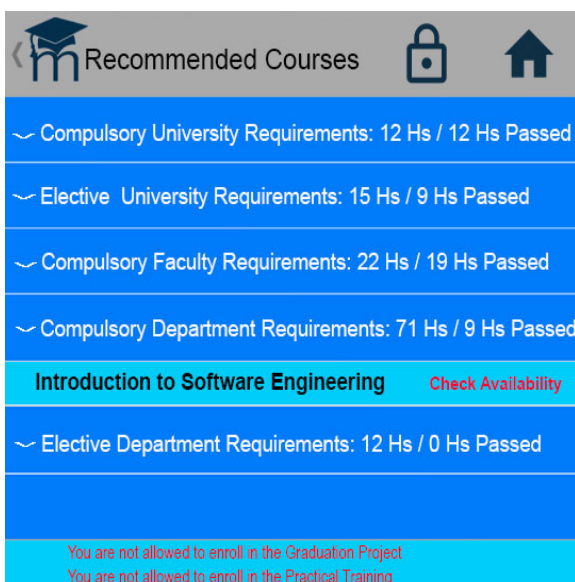 Recommended Courses
Compulsory University Requirements: 12 Hs / 12 Hs Passed
Elective University Requirements: 15 Hs / 9 Hs Passed
Compulsory Faculty Requirements: 22 Hs / 19 Hs Passed
Compulsory Department Requirements: 71 Hs / 9 Hs Passed
Introduction to Software Engineering Check Availability
Elective Department Requirements: 12 Hs / 0 Hs Passed
You are not allowed to enroll in the Graduation Project
You are not allowed to enroll in the Practical Training